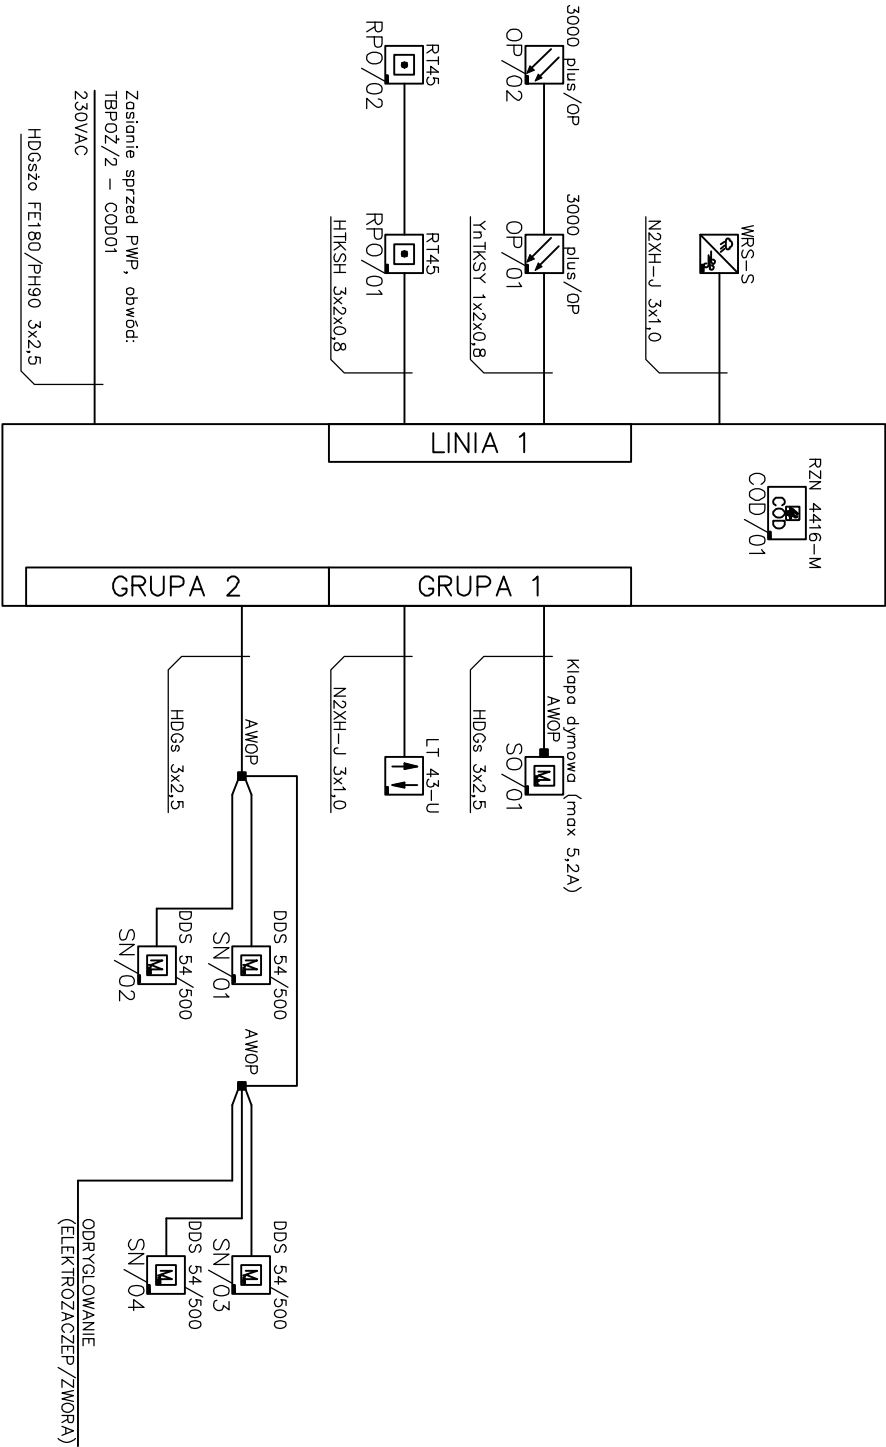 WRS-S
N2XH-J 3x1,0
3000 plus/OP
OP/02
3000 plus/OP
OP/01
YnTKSY 1x2x0,8
RT45
RPO/02
RT45
RPO/01
HTKSH 3x2x0,8
Zasianie sprzed PWP, obwód:
TBPOŻ/2 - COD01
230VAC
HDGsżo FE180/PH90 3x2,5
RZN 4416-M
COD
COD/01
LINIA 1
GRUPA 1
GRUPA 2
Klapa dymowa (max 5,2A)
AWOP
M
SO/01
HDGs 3x2,5
LT 43-U
N2XH-J 3x1,0
AWOP
HDGs 3x2,5
DDS 54/500
M
SN/01
DDS 54/500
M
SN/02
AWOP
DDS 54/500
M
SN/03
DDS 54/500
M
SN/04
ODRYGLOWANIE
(ELEKTROZACZEP/ZWORA)